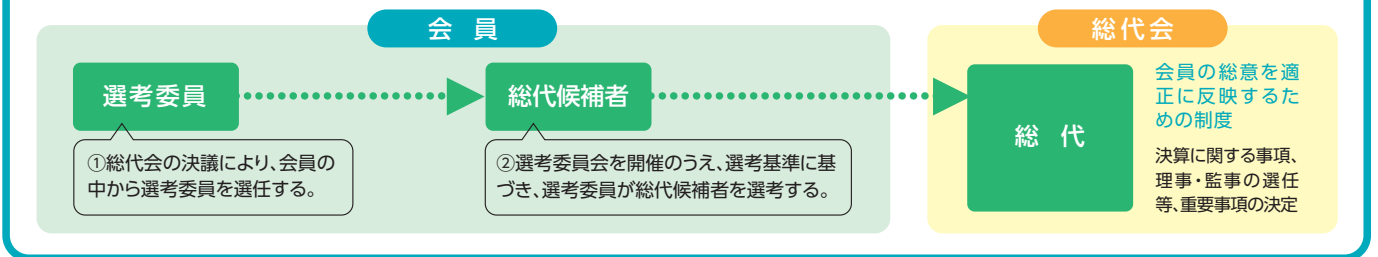 会 員
総代会
選考委員
総代候補者
総 代
①総代会の決議により、会員の
中から選考委員を選任する。
②選考委員会を開催のうえ、選考基準に基
づき、選考委員が総代候補者を選考する。
会員の総意を適
正に反映するた
めの制度
決算に関する事項、
理事・監事の選任
等、重要事項の決定